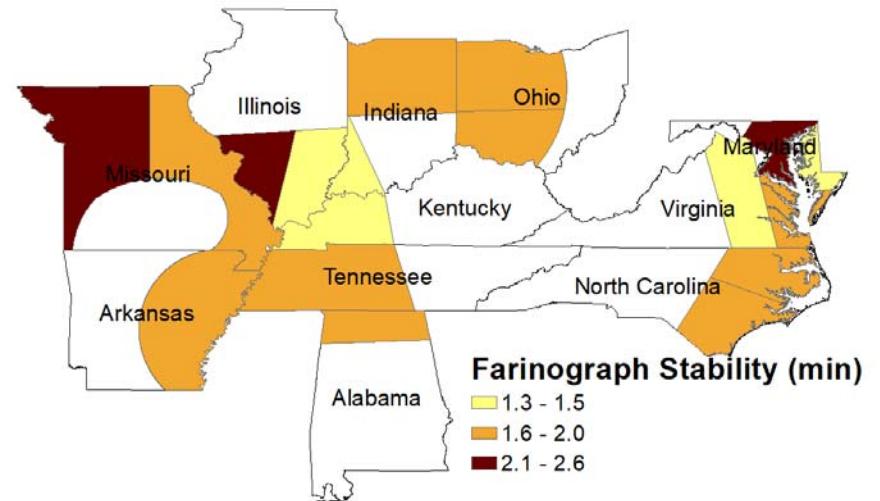 Illinois
Indiana
Ohio
Missouri
Maryland
Kentucky
Virginia
Tennessee
North Carolina
Arkansas
Alabama
Farinograph Stability (min)
1.3 - 1.5
1.6 - 2.0
2.1 - 2.6